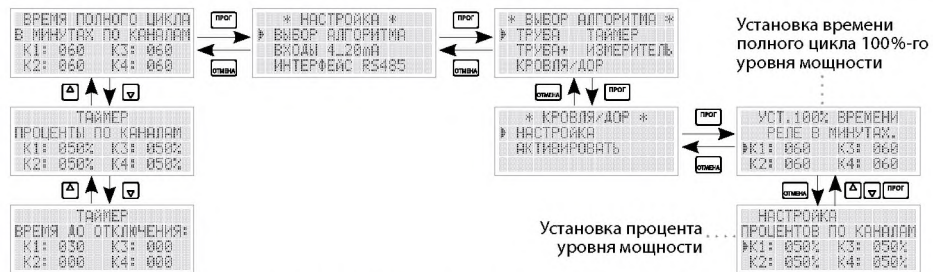 ВРЕМЯ ПОЛНОГО ЦИКЛА
В МИНУТАХ ПО КАНАЛАМ
К1: 060 К3: 060
К2: 060 К4: 060
ПРОГ
ОТМЕНА
* НАСТРОЙКА *
ВЫБОР АЛГОРИТМА
ВХОДЫ 4_20mA
ИНТЕРФЕЙС RS485
ПРОГ
ОТМЕНА
* ВЫБОР АЛГОРИТМА *
ТРУБА ТАЙМЕР
ТРУБА+ ИЗМЕРИТЕЛЬ
КРОВЛЯ/ДОР
Установка времени
полного цикла 100%-го
уровня мощности
ТАЙМЕР
ПРОЦЕНТЫ ПО КАНАЛАМ
К1: 050% К3: 050%
К2: 050% К4: 050%
ОТМЕНА
ПРОГ
* КРОВЛЯ/ДОР *
НАСТРОЙКА
АКТИВИРОВАТЬ
ПРОГ
ОТМЕНА
УСТ.100% ВРЕМЕНИ
РЕЛЕ В МИНУТАХ.
К1: 060 К3: 060
К2: 060 К4: 060
ТАЙМЕР
ВРЕМЯ ДО ОТКЛЮЧЕНИЯ:
К1: 030 К3: 000
К2: 000 К4: 000
ОТМЕНА
ПРОГ
Установка процента
уровня мощности
НАСТРОЙКА
ПРОЦЕНТОВ ПО КАНАЛАМ
К1: 050% К3: 050%
К2: 050% К4: 050%